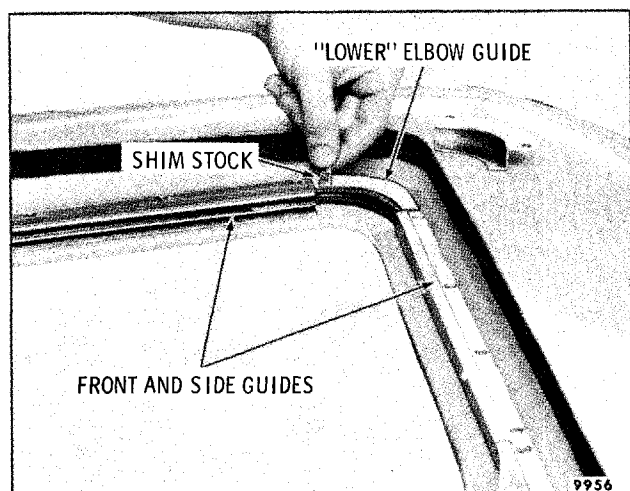 "LOWER" ELBOW GUIDE
SHIM STOCK
FRONT AND SIDE GUIDES
9956